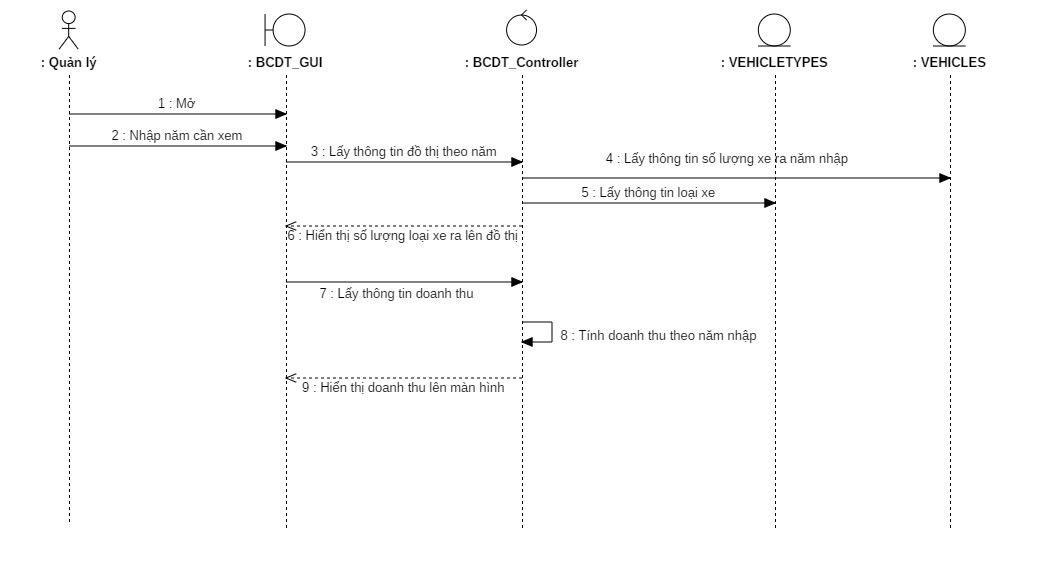 : Quản lý
: BCDT_GUI
: BCDT_Controller
: VEHICLETYPES
: VEHICLES
1 : Mở
2 : Nhập năm cần xem
3 : Lấy thông tin đồ thị theo năm
4 : Lấy thông tin số lượng xe ra năm nhập
5 : Lấy thông tin loại xe
6 : Hiển thị số lượng loại xe ra lên đồ thị
7 : Lấy thông tin doanh thu
8 : Tính doanh thu theo năm nhập
9 : Hiển thị doanh thu lên màn hình